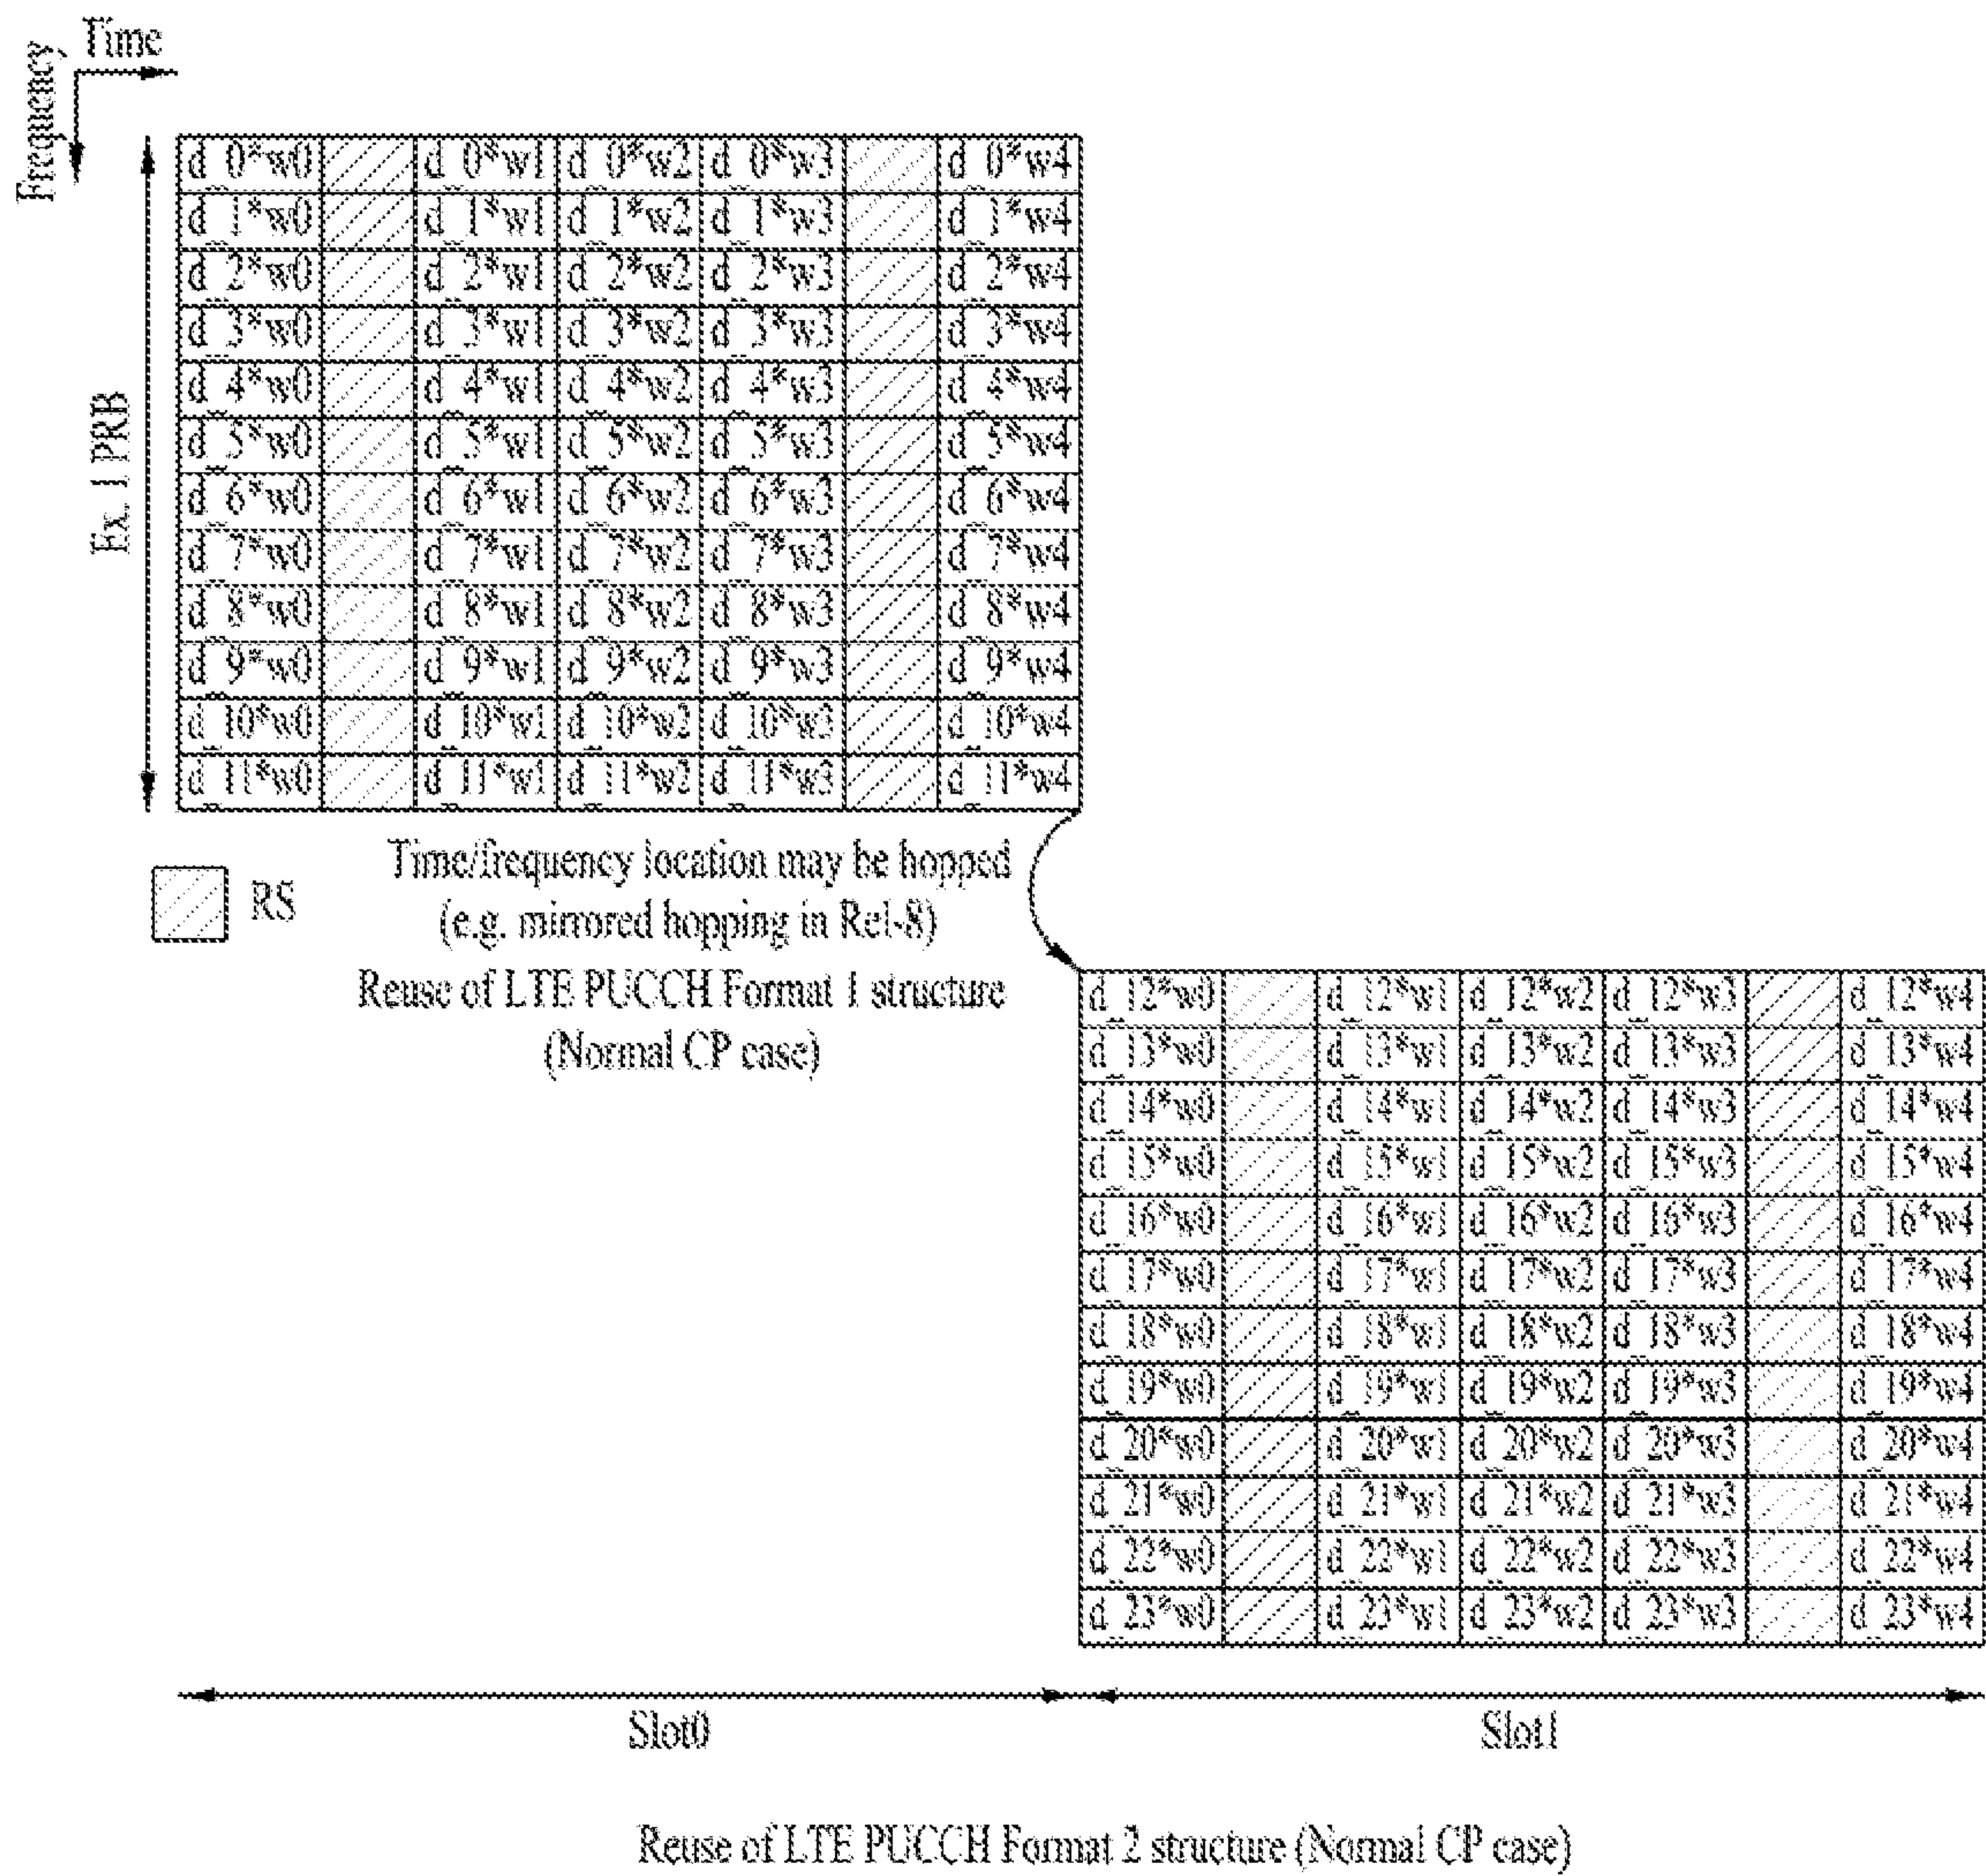 Time
Frequency
d_0*w0 d_0*w1 d_0*w2 d_0*w3 d_0*w4
d_1*w0 d_1*w1 d_1*w2 d_1*w3 d_1*w4
d_2*w0 d_2*w1 d_2*w2 d_2*w3 d_2*w4
d_3*w0 d_3*w1 d_3*w2 d_3*w3 d_3*w4
d_4*w0 d_4*w1 d_4*w2 d_4*w3 d_4*w4
d_5*w0 d_5*w1 d_5*w2 d_5*w3 d_5*w4
d_6*w0 d_6*w1 d_6*w2 d_6*w3 d_6*w4
d_7*w0 d_7*w1 d_7*w2 d_7*w3 d_7*w4
d_8*w0 d_8*w1 d_8*w2 d_8*w3 d_8*w4
d_9*w0 d_9*w1 d_9*w2 d_9*w3 d_9*w4
d_10*w0 d_10*w1 d_10*w2 d_10*w3 d_10*w4
d_11*w0 d_11*w1 d_11*w2 d_11*w3 d_11*w4
Ex. 1 PRB
RS
Time/frequency location may be hopped
(e.g. mirrored hopping in Rel-8)
Reuse of LTE PUCCH Format 1 structure
(Normal CP case)
d_12*w0 d_12*w1 d_12*w2 d_12*w3 d_12*w4
d_13*w0 d_13*w1 d_13*w2 d_13*w3 d_13*w4
d_14*w0 d_14*w1 d_14*w2 d_14*w3 d_14*w4
d_15*w0 d_15*w1 d_15*w2 d_15*w3 d_15*w4
d_16*w0 d_16*w1 d_16*w2 d_16*w3 d_16*w4
d_17*w0 d_17*w1 d_17*w2 d_17*w3 d_17*w4
d_18*w0 d_18*w1 d_18*w2 d_18*w3 d_18*w4
d_19*w0 d_19*w1 d_19*w2 d_19*w3 d_19*w4
d_20*w0 d_20*w1 d_20*w2 d_20*w3 d_20*w4
d_21*w0 d_21*w1 d_21*w2 d_21*w3 d_21*w4
d_22*w0 d_22*w1 d_22*w2 d_22*w3 d_22*w4
d_23*w0 d_23*w1 d_23*w2 d_23*w3 d_23*w4
Slot0 Slot1
Reuse of LTE PUCCH Format 2 structure (Normal CP case)